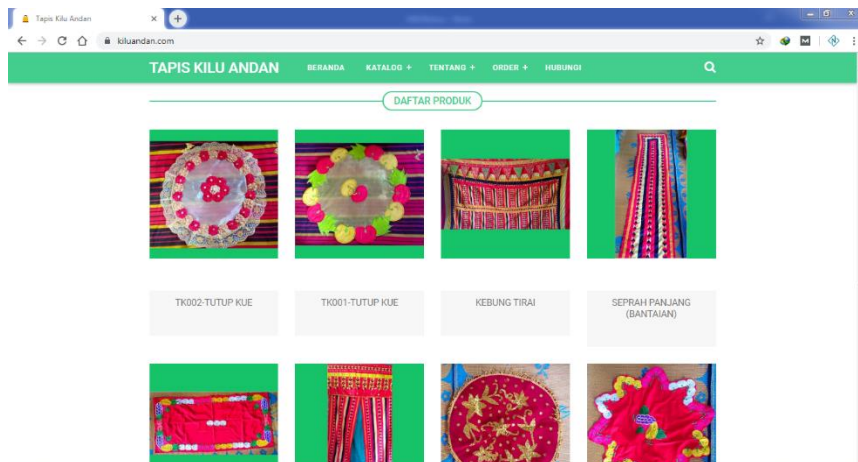 Tapis Kilu Andan
kiluandan.com
TAPIS KILU ANDAN
BERANDA KATALOG + TENTANG + ORDER + HUBUNGI
DAFTAR PRODUK
TK002-TUTUP KUE
TK001-TUTUP KUE
KEBUNG TIRAI
SEPRAH PANJANG
(BANTAIAN)